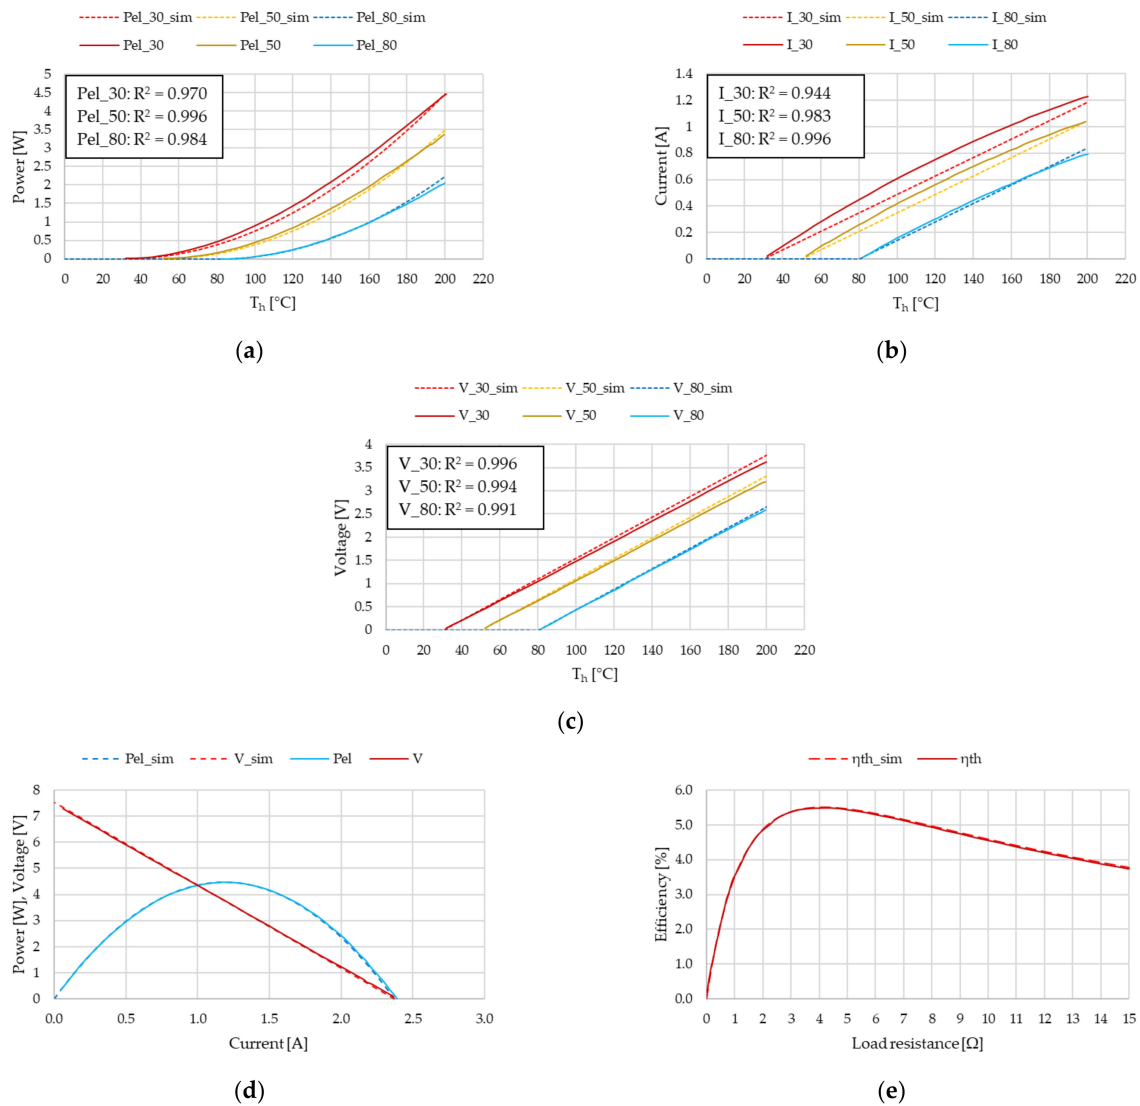 Pel_30_sim Pel_50_sim Pel_80_sim
Pel_30 Pel_50 Pel_80
5
4.5
4
3.5
3
2.5
2
1.5
1
0.5
0
Power [W]
Pel_30: R² = 0.970
Pel_50: R² = 0.996
Pel_80: R² = 0.984
0 20 40 60 80 100 120 140 160 180 200 220
Th [°C]
(a)
I_30_sim I_50_sim I_80_sim
I_30 I_50 I_80
1.4
1.2
1
0.8
0.6
0.4
0.2
0
Current [A]
I_30: R² = 0.944
I_50: R² = 0.983
I_80: R² = 0.996
0 20 40 60 80 100 120 140 160 180 200 220
Th [°C]
(b)
V_30_sim V_50_sim V_80_sim
V_30 V_50 V_80
4
3.5
3
2.5
2
1.5
1
0.5
0
Voltage [V]
V_30: R² = 0.996
V_50: R² = 0.994
V_80: R² = 0.991
0 20 40 60 80 100 120 140 160 180 200 220
Th [°C]
(c)
Pel_sim V_sim Pel V
8
7
6
5
4
3
2
1
0
Power [W], Voltage [V]
0.0 0.5 1.0 1.5 2.0 2.5 3.0
Current [A]
(d)
ηth_sim ηth
6.0
5.0
4.0
3.0
2.0
1.0
0.0
Efficiency [%]
0 1 2 3 4 5 6 7 8 9 10 11 12 13 14 15
Load resistance [Ω]
(e)